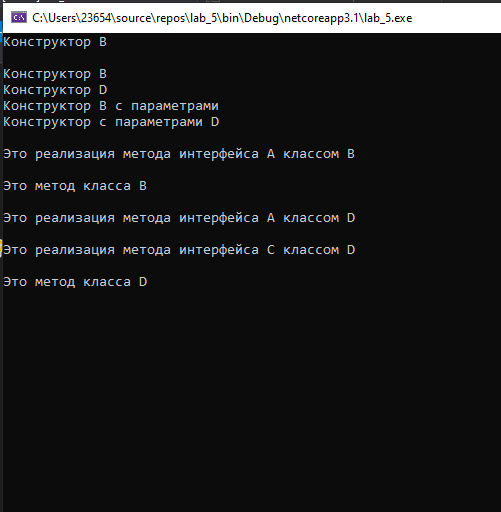 C:\Users\23654\source\repos\lab_5\bin\Debug\netcoreapp3.1\lab_5.exe
Конструктор B
Конструктор B
Конструктор D
Конструктор B с параметрами
Конструктор с параметрами D
Это реализация метода интерфейса A классом B
Это метод класса B
Это реализация метода интерфейса A классом D
Это реализация метода интерфейса C классом D
Это метод класса D